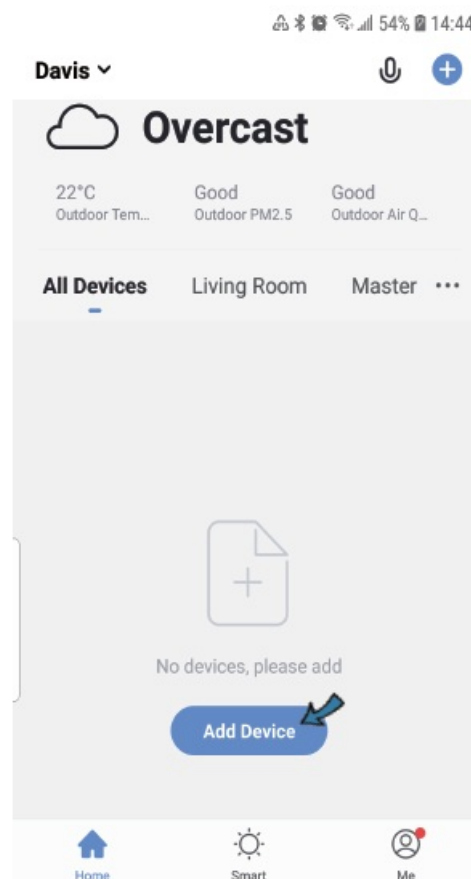 54% 14:44
Davis
Overcast
22°C Good Good
Outdoor Tem... Outdoor PM2.5 Outdoor Air Q...
All Devices Living Room Master ...
No devices, please add
Add Device
Home Smart Me